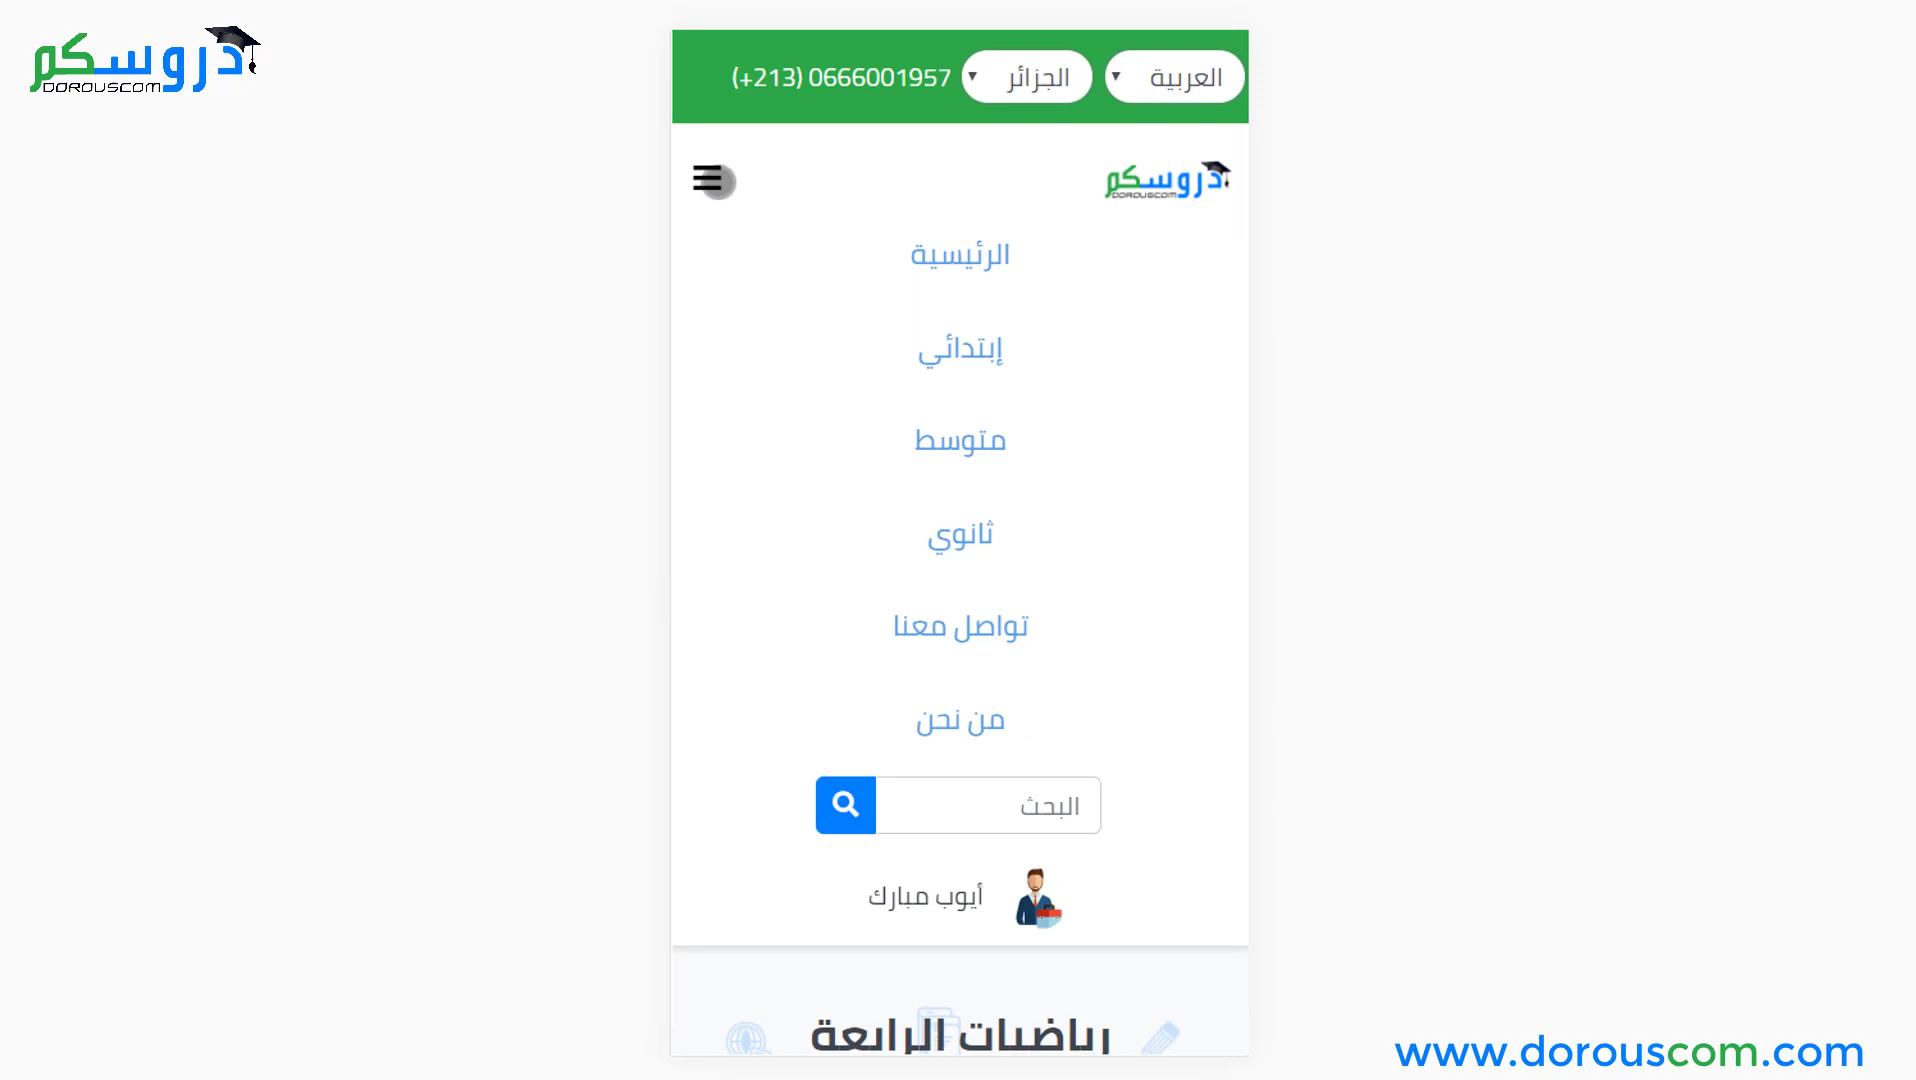 دروسكم
DOROUSCOM
العربية الجزائر (+213) 0666001957
دروسكم
DOROUSCOM
الرئيسية
إبتدائي
متوسط
ثانوي
تواصل معنا
من نحن
البحث
أيوب مبارك
رياضيات الرابعة
www.dorouscom.com